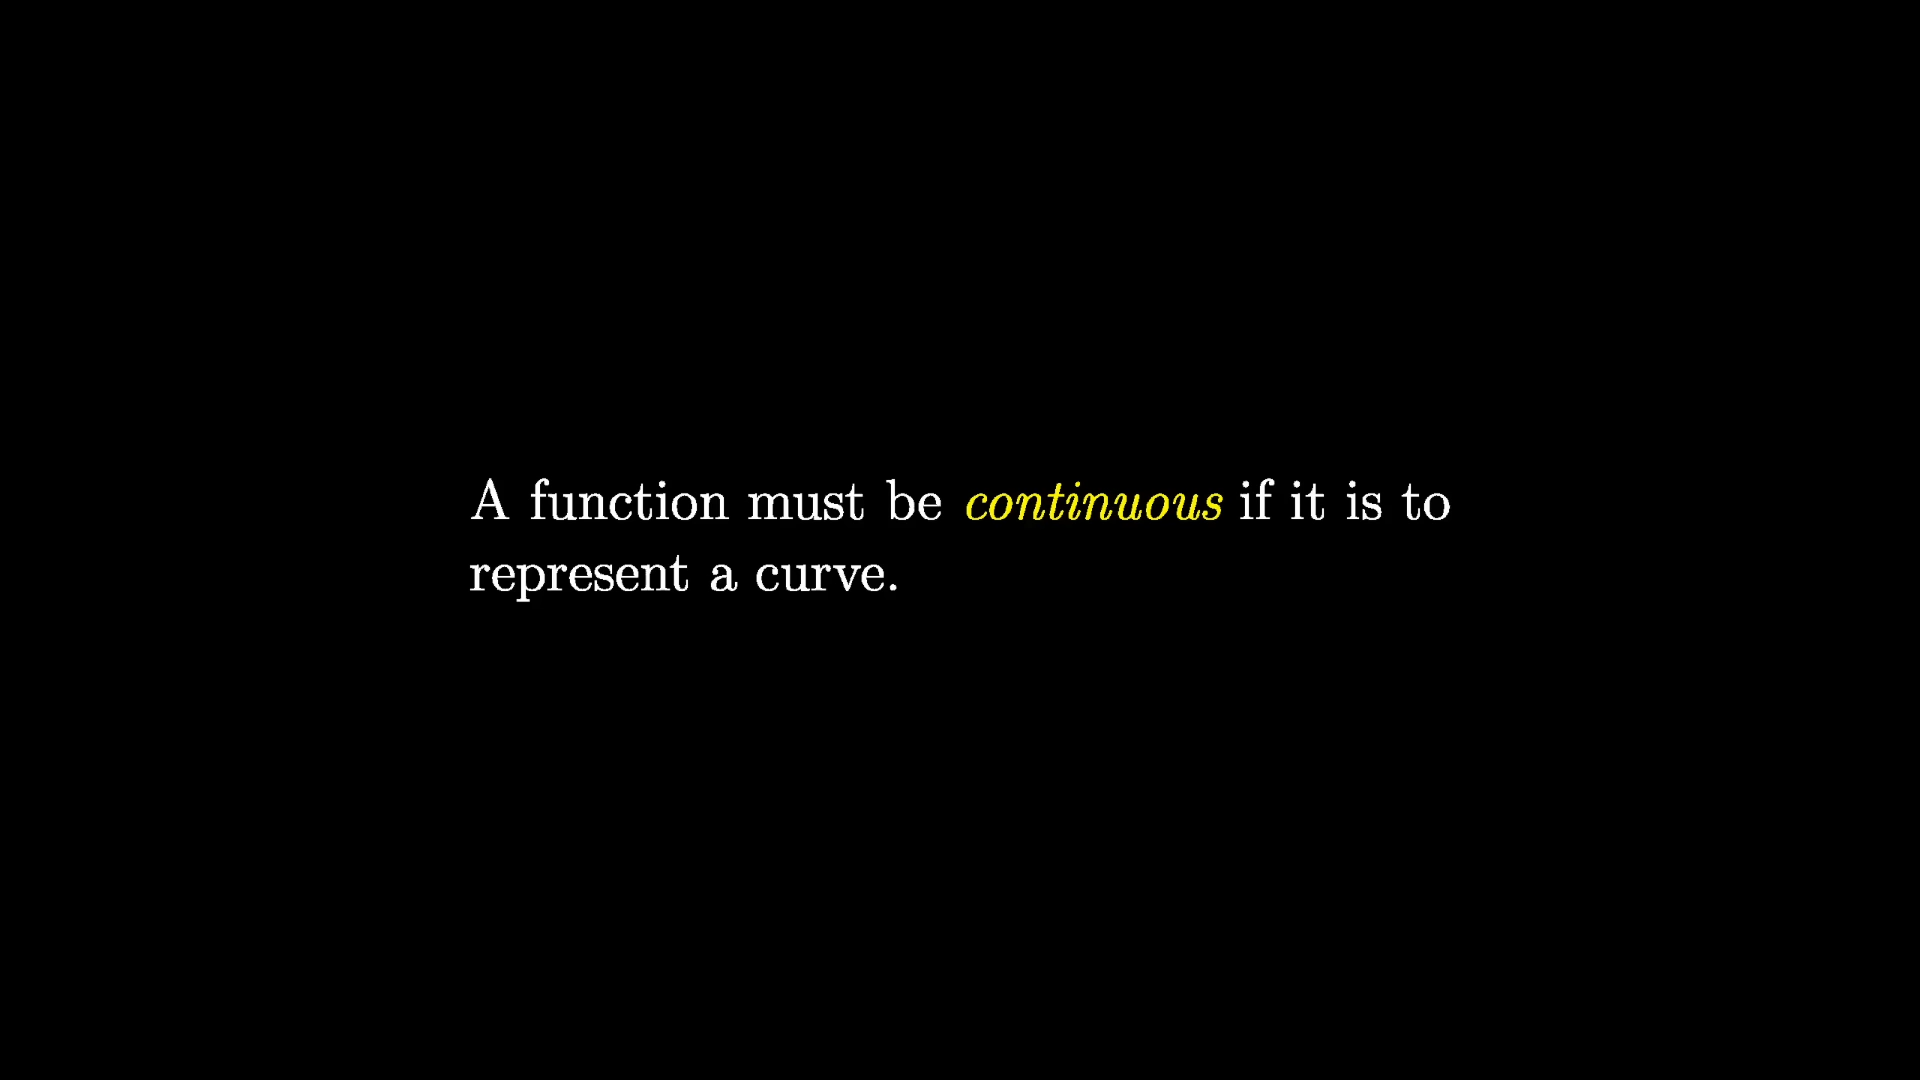 A function must be continuous if it is to
represent a curve.